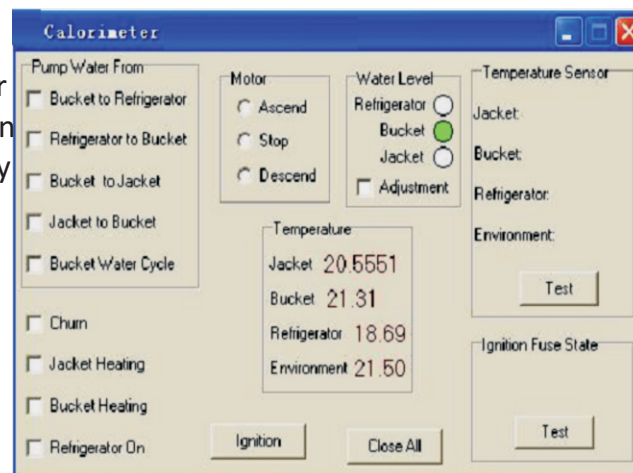 Calorimeter
Pump Water From
Bucket to Refrigerator
Refrigerator to Bucket
Bucket to Jacket
Jacket to Bucket
Bucket Water Cycle
Churn
Jacket Heating
Bucket Heating
Refrigerator On
Motor
Ascend
Stop
Descend
Water Level
Refrigerator
Bucket
Jacket
Adjustment
Temperature
Jacket 20.5551
Bucket 21.31
Refrigerator 18.69
Environment 21.50
Ignition
Close All
Temperature Sensor
Jacket:
Bucket:
Refrigerator:
Environment:
Test
Ignition Fuse State
Test